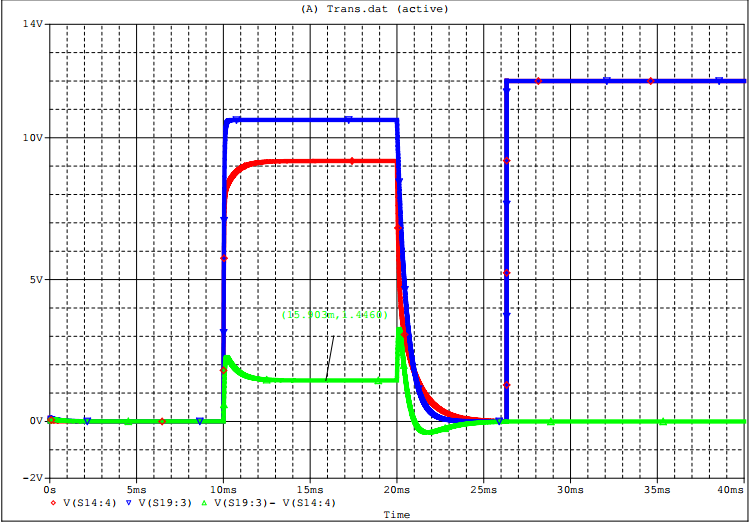 (A) Trans.dat (active)
14V
10V
5V
(15.903m,1.4460)
0V
-2V
0s 5ms 10ms 15ms 20ms 25ms 30ms 35ms 40ms
V(S14:4) V(S19:3) V(S19:3)- V(S14:4)
Time